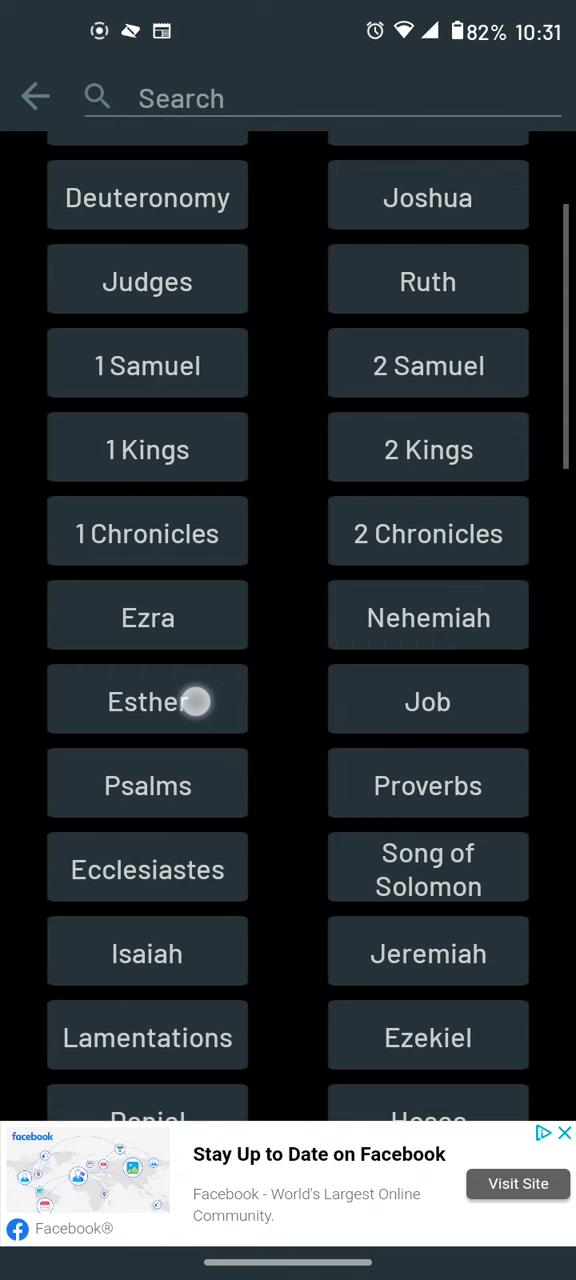 82% 10:31
Search
Deuteronomy
Joshua
Judges
Ruth
1 Samuel
2 Samuel
1 Kings
2 Kings
1 Chronicles
2 Chronicles
Ezra
Nehemiah
Esther
Job
Psalms
Proverbs
Ecclesiastes
Song of
Solomon
Isaiah
Jeremiah
Lamentations
Ezekiel
Daniel
Hosea
facebook
Stay Up to Date on Facebook
Facebook - World's Largest Online
Community.
Visit Site
Facebook®